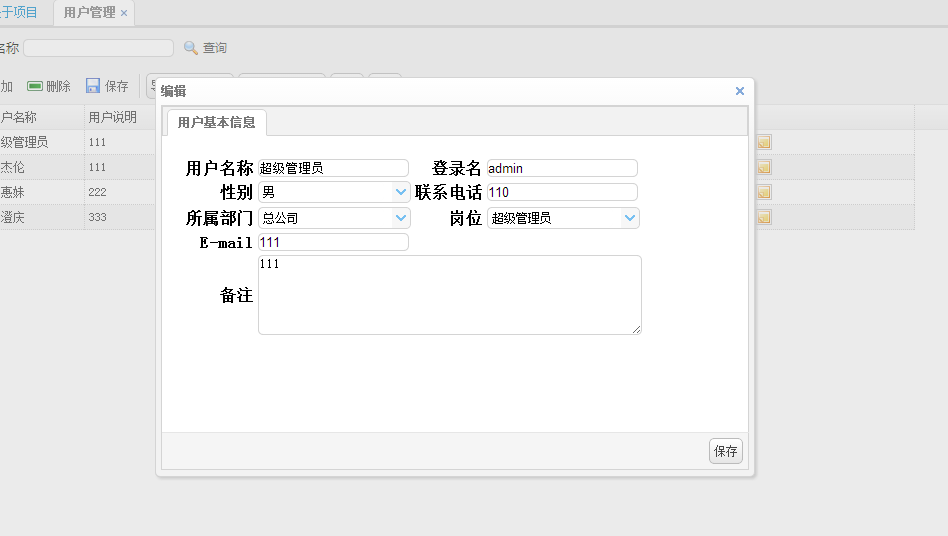 于项目 用户管理 ×
名称 查询
加 删除 保存
户名称 用户说明
级管理员 111
杰伦 111
惠妹 222
澄庆 333
编辑 ×
用户基本信息
用户名称 超级管理员 登录名 admin
性别 男 联系电话 110
所属部门 总公司 岗位 超级管理员
E-mail 111
备注 111
保存